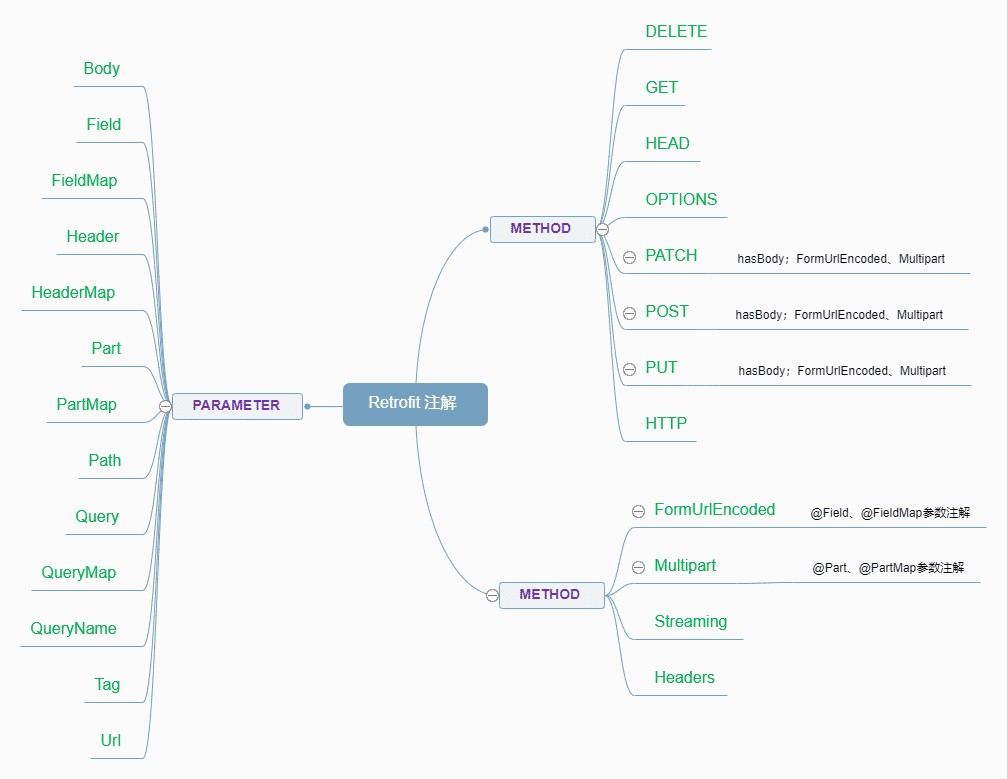 Retrofit 注解
PARAMETER
Body
Field
FieldMap
Header
HeaderMap
Part
PartMap
Path
Query
QueryMap
QueryName
Tag
Url
METHOD
DELETE
GET
HEAD
OPTIONS
PATCH hasBody；FormUrlEncoded、Multipart
POST hasBody；FormUrlEncoded、Multipart
PUT hasBody；FormUrlEncoded、Multipart
HTTP
METHOD
FormUrlEncoded @Field、@FieldMap参数注解
Multipart @Part、@PartMap参数注解
Streaming
Headers